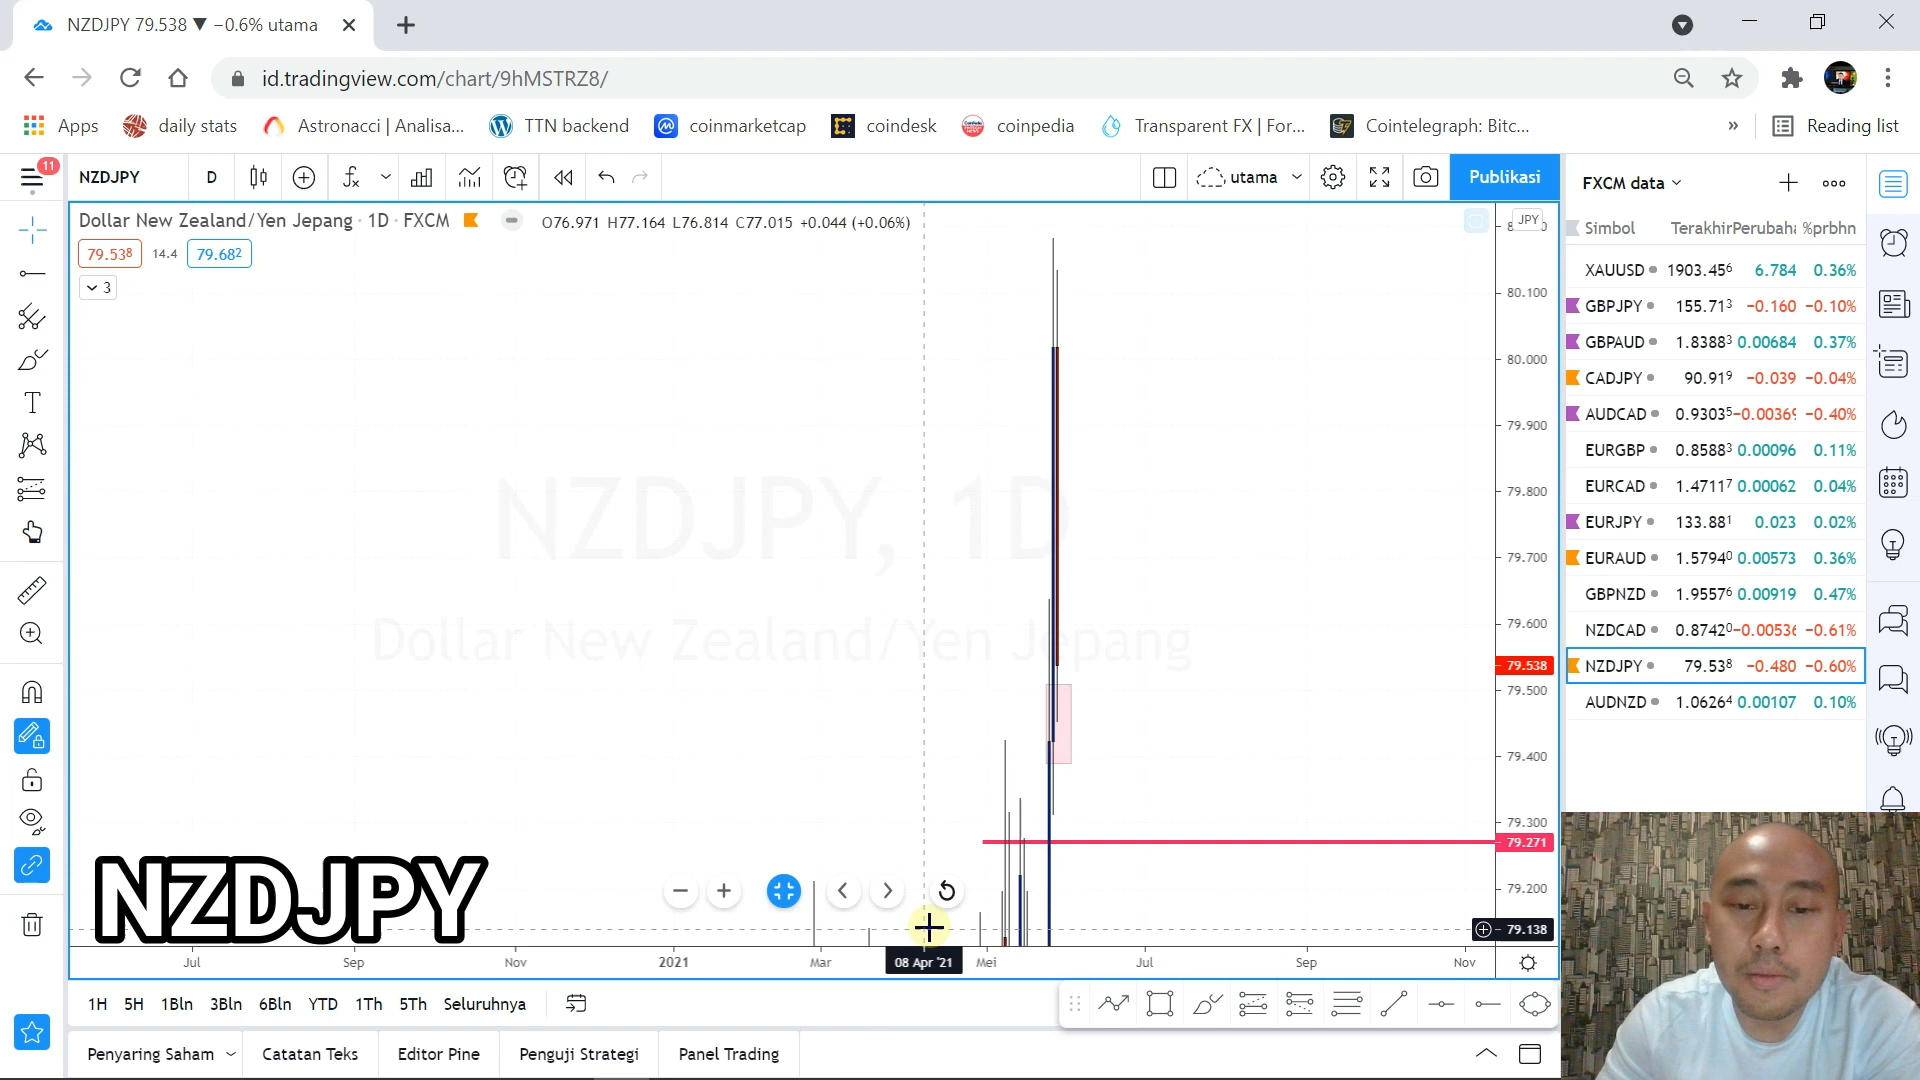 NZDJPY 79.538 ▼ −0.6% utama
id.tradingview.com/chart/9hMSTRZ8/
Apps
daily stats
Astronacci | Analisa...
TTN backend
coinmarketcap
coindesk
coinpedia
Transparent FX | For...
Cointelegraph: Bitc...
»
Reading list
11
NZDJPY
D
utama
Publikasi
FXCM data
Dollar New Zealand/Yen Jepang · 1D · FXCM
O76.971 H77.164 L76.814 C77.015 +0.044 (+0.06%)
JPY
79.538
14.4
79.682
3
Simbol Terakhir Perubaha %prbhn
XAUUSD 1903.456 6.784 0.36%
GBPJPY 155.713 −0.160 −0.10%
GBPAUD 1.83883 0.00684 0.37%
CADJPY 90.919 −0.039 −0.04%
AUDCAD 0.93035 −0.00369 −0.40%
EURGBP 0.85883 0.00096 0.11%
EURCAD 1.47117 0.00062 0.04%
EURJPY 133.881 0.023 0.02%
EURAUD 1.57940 0.00573 0.36%
GBPNZD 1.95576 0.00919 0.47%
NZDCAD 0.87420 −0.00536 −0.61%
NZDJPY 79.538 −0.480 −0.60%
AUDNZD 1.06264 0.00107 0.10%
NZDJPY, 1D
Dollar New Zealand/Yen Jepang
80.100
80.000
79.900
79.800
79.700
79.600
79.538
79.500
79.400
79.300
79.271
79.200
79.138
NZDJPY
Jul
Sep
Nov
2021
Mar
08 Apr '21
Mei
Jul
Sep
Nov
1H
5H
1Bln
3Bln
6Bln
YTD
1Th
5Th
Seluruhnya
Penyaring Saham
Catatan Teks
Editor Pine
Penguji Strategi
Panel Trading